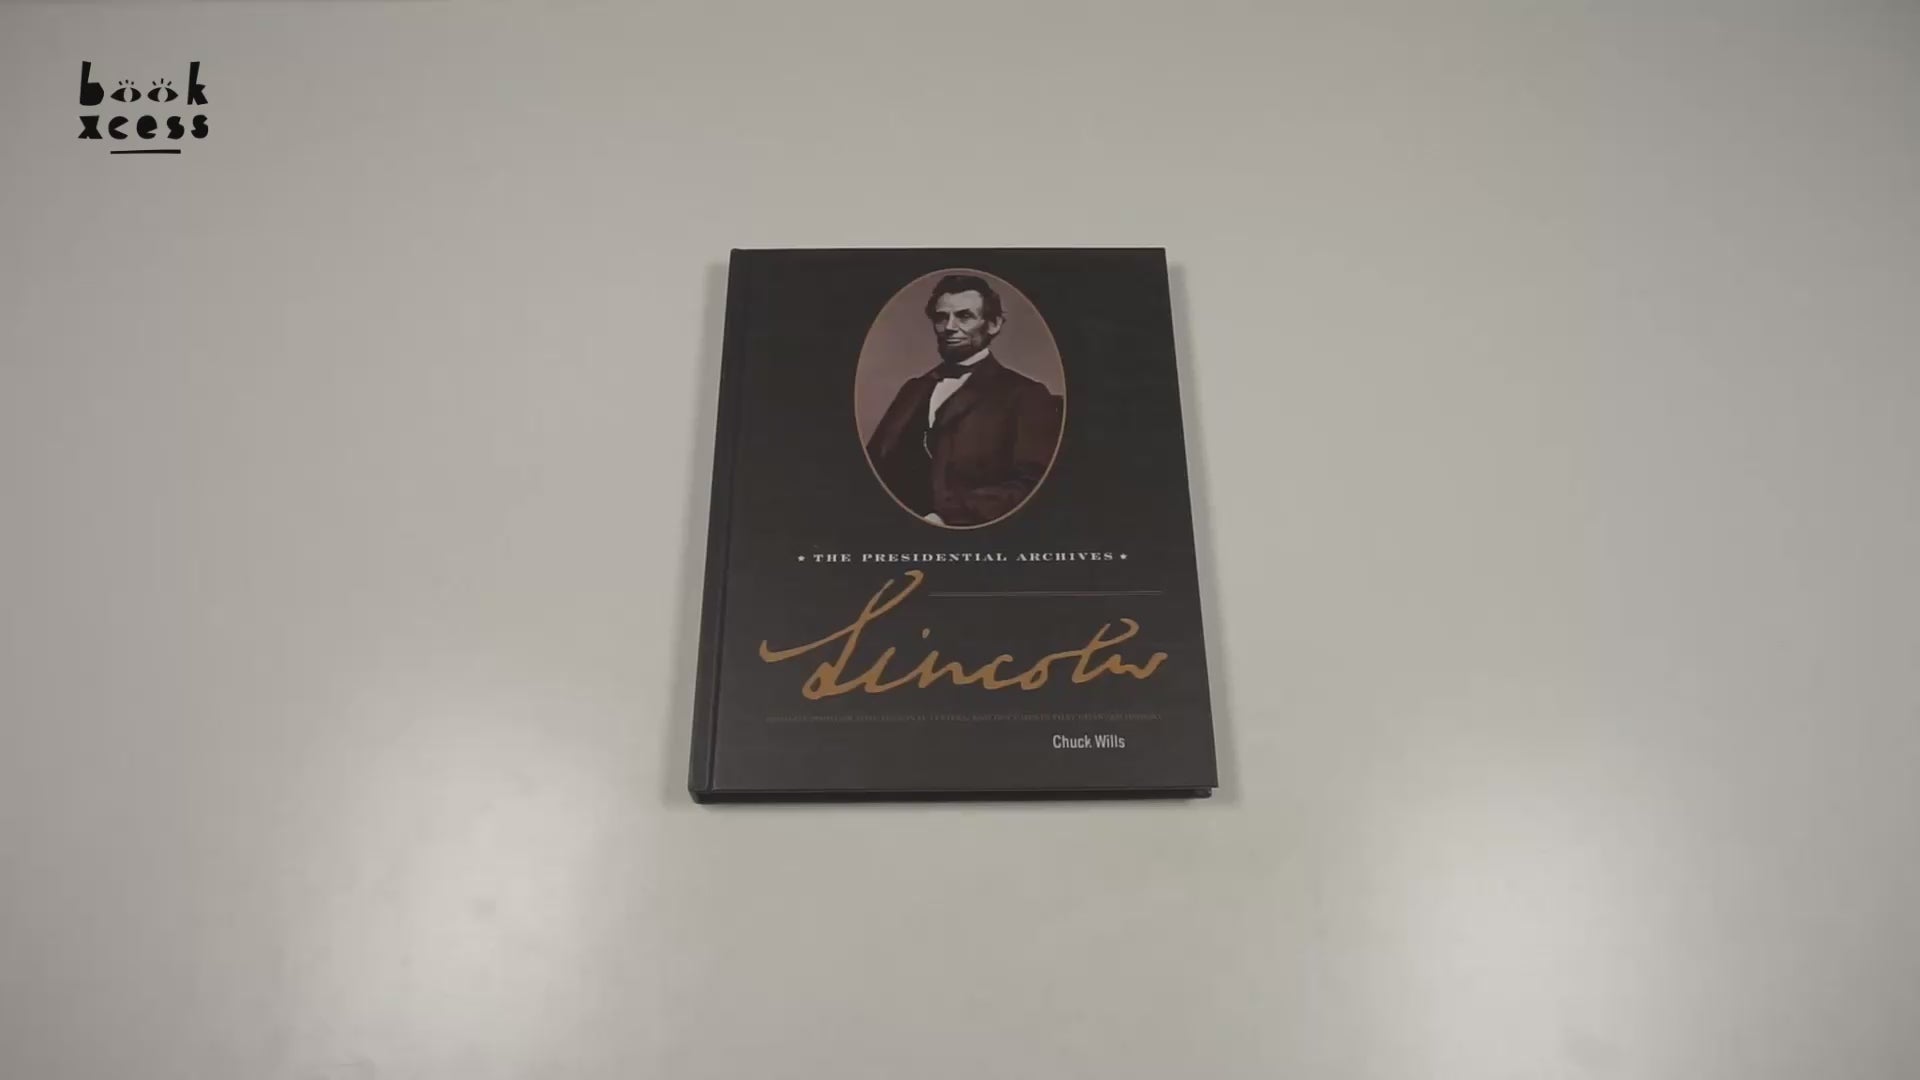 book
xcess
★ THE PRESIDENTIAL ARCHIVES ★
Lincoln
Chuck Wills